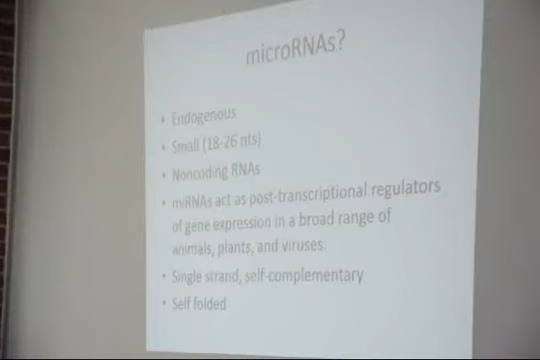 microRNAs?
• Endogenous
• Small (18-26 nts)
• Noncoding RNAs
• miRNAs act as post-transcriptional regulators
of gene expression in a broad range of
animals, plants, and viruses.
• Single strand, self-complementary
• Self folded